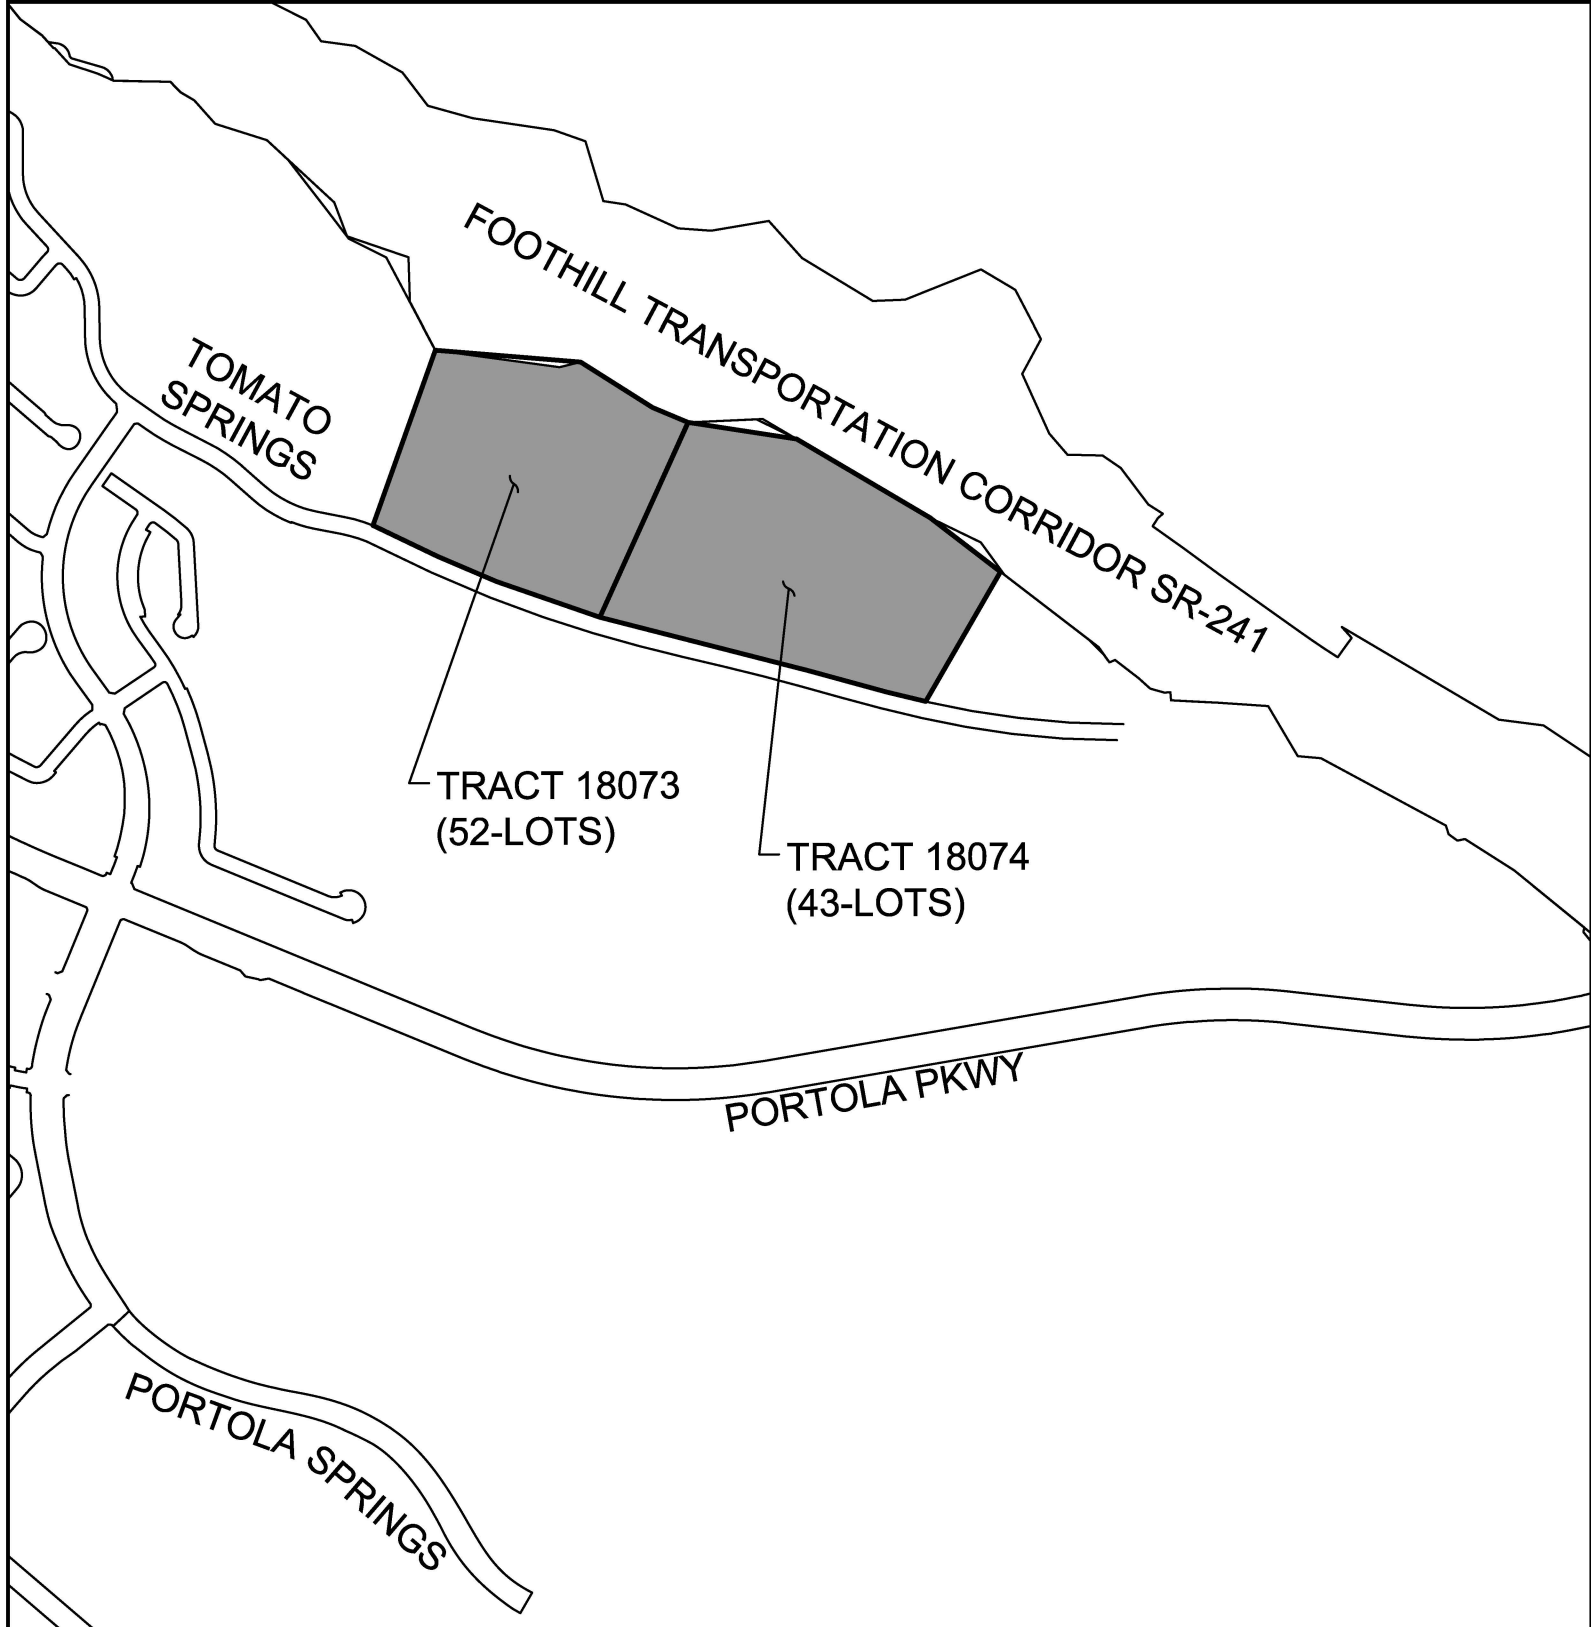 FOOTHILL TRANSPORTATION CORRIDOR SR-241
TOMATO
SPRINGS
TRACT 18073
(52-LOTS)
TRACT 18074
(43-LOTS)
PORTOLA PKWY
PORTOLA SPRINGS